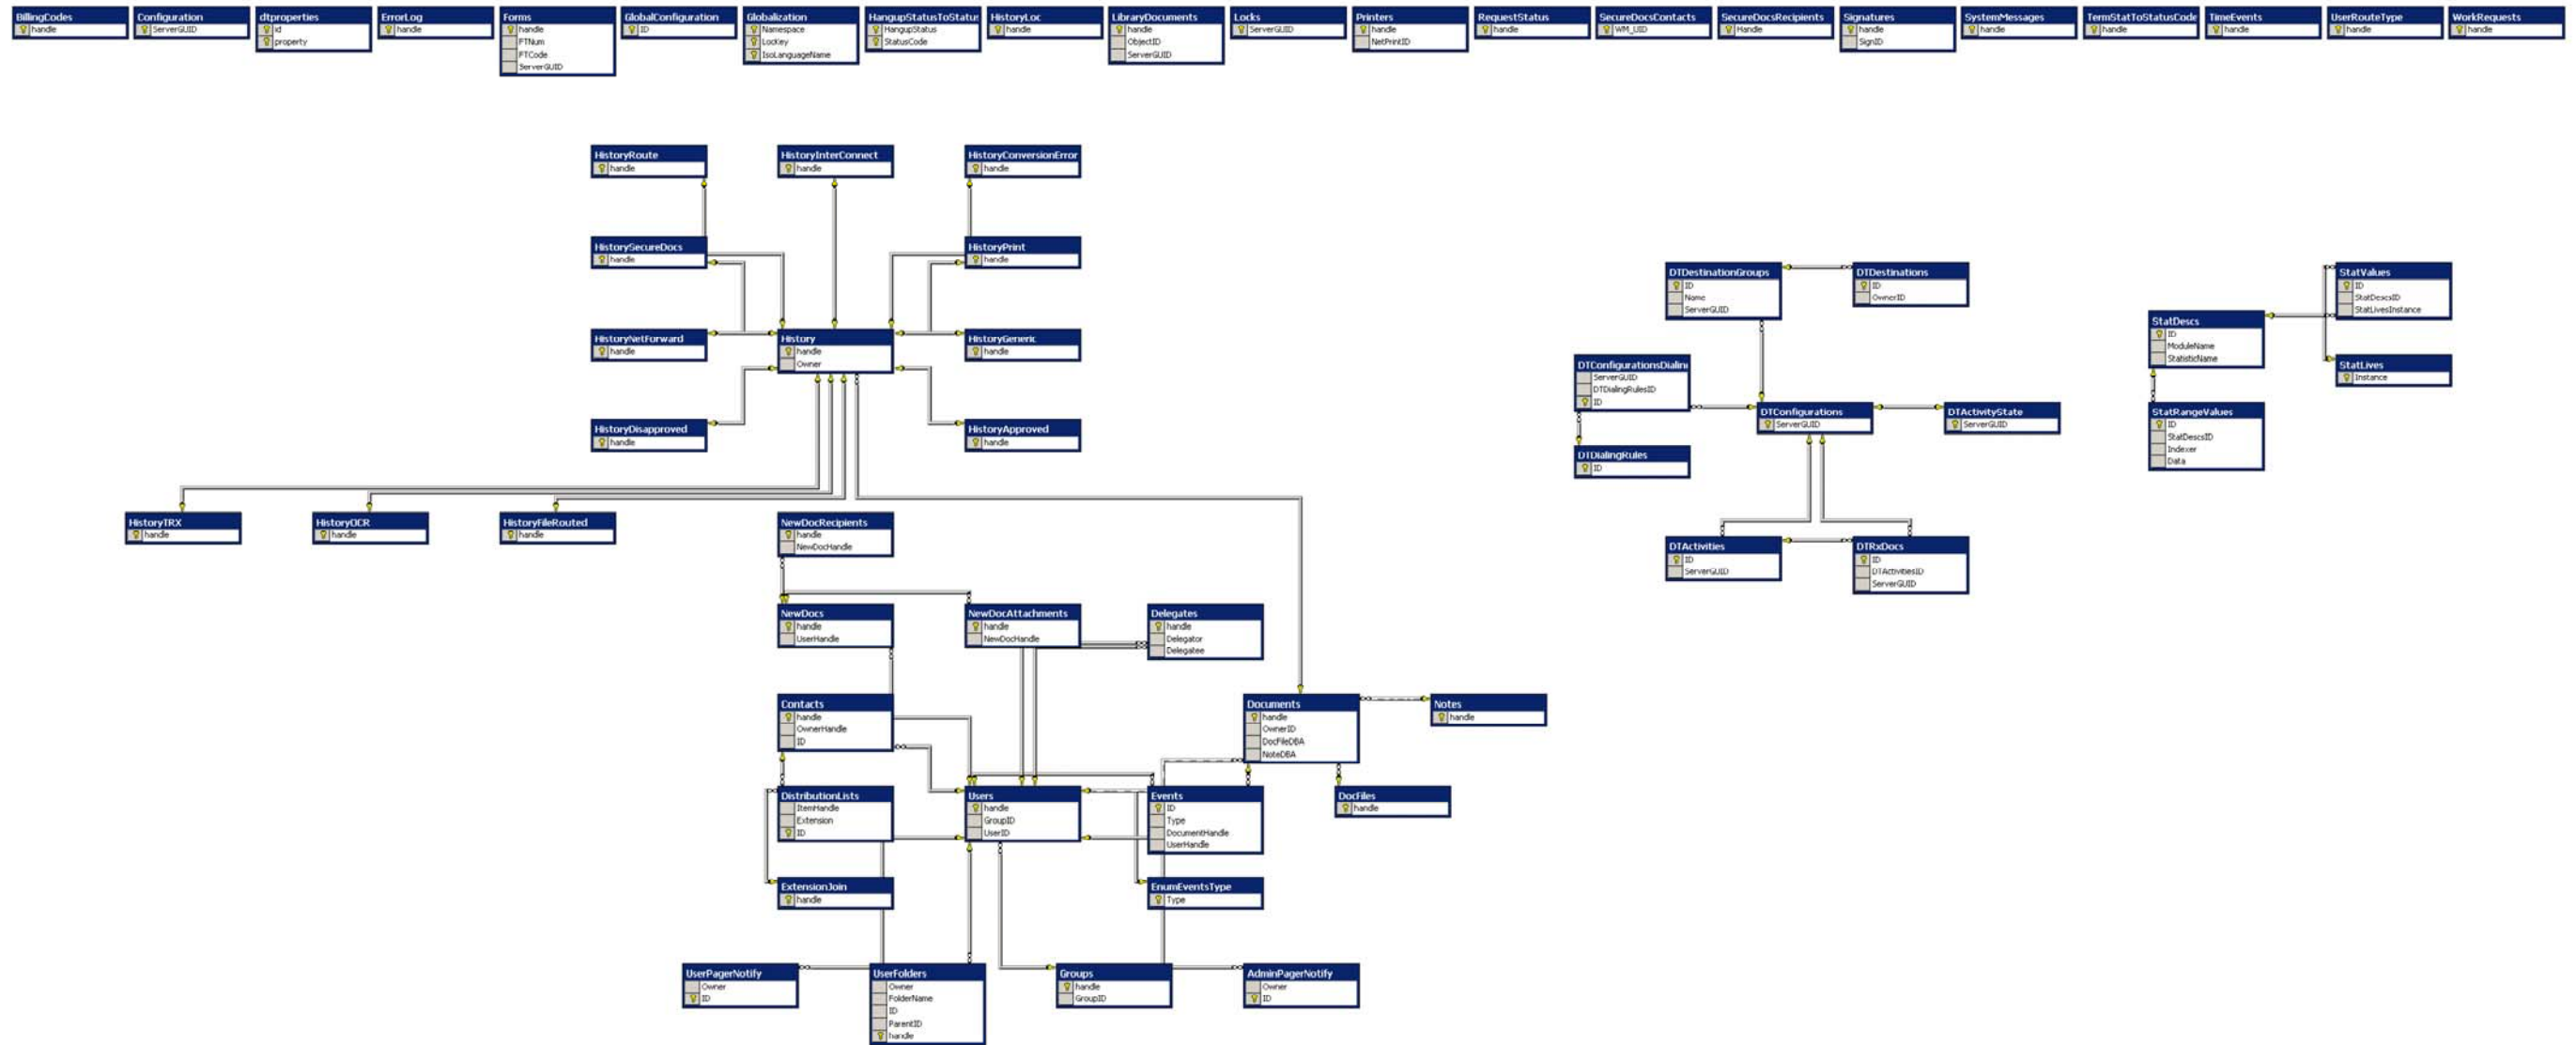 BillingCodes
handle
Configuration
ServerGUID
dtproperties
id
property
ErrorLog
handle
Forms
handle
FTNum
FTCode
ServerGUID
GlobalConfiguration
ID
Globalization
Namespace
LocKey
IsoLanguageName
HangupStatusToStatus
HangupStatus
StatusCode
HistoryLoc
handle
LibraryDocuments
handle
ObjectID
ServerGUID
Locks
ServerGUID
Printers
handle
NetPrintID
RequestStatus
handle
SecureDocsContacts
WM_UID
SecureDocsRecipients
Handle
Signatures
handle
SignID
SystemMessages
handle
TermStatToStatusCode
handle
TimeEvents
handle
UserRouteType
handle
WorkRequests
handle
HistoryRoute
handle
HistoryInterConnect
handle
HistoryConversionError
handle
HistorySecureDocs
handle
HistoryPrint
handle
HistoryNetForward
handle
History
handle
Owner
HistoryGeneric
handle
HistoryDisapproved
handle
HistoryApproved
handle
HistoryTRX
handle
HistoryOCR
handle
HistoryFileRouted
handle
DTDestinationGroups
ID
Name
ServerGUID
DTDestinations
ID
OwnerID
DTConfigurationsDialin
ServerGUID
DTDialingRulesID
ID
DTConfigurations
ServerGUID
DTActivityState
ServerGUID
DTDialingRules
ID
DTActivities
ID
ServerGUID
DTRxDocs
ID
DTActivitiesID
ServerGUID
StatValues
ID
StatDescsID
StatLivesInstance
StatDescs
ID
ModuleName
StatisticName
StatLives
Instance
StatRangeValues
ID
StatDescsID
Indexer
Data
NewDocRecipients
handle
NewDocHandle
NewDocs
handle
UserHandle
NewDocAttachments
handle
NewDocHandle
Delegates
handle
Delegator
Delegatee
Contacts
handle
OwnerHandle
ID
Documents
handle
OwnerID
DocFileDBA
NoteDBA
Notes
handle
DistributionLists
ItemHandle
Extension
ID
Users
handle
GroupID
UserID
Events
ID
Type
DocumentHandle
UserHandle
DocFiles
handle
ExtensionJoin
handle
EnumEventsType
Type
UserPagerNotify
Owner
ID
UserFolders
Owner
FolderName
ID
ParentID
handle
Groups
handle
GroupID
AdminPagerNotify
Owner
ID